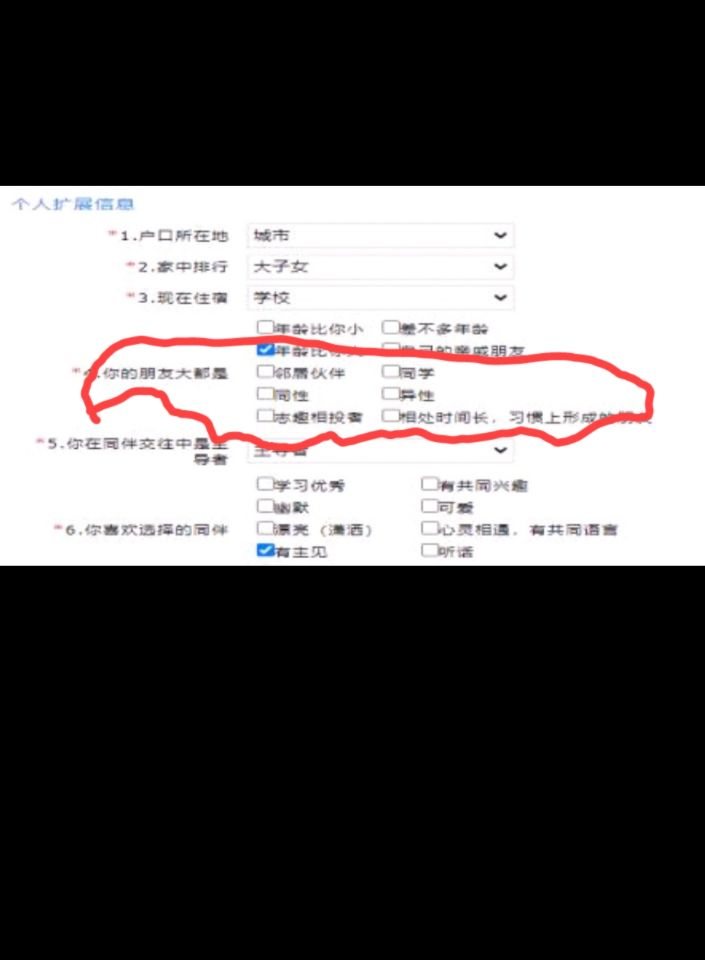 个人扩展信息
*1.户口所在地 城市
*2.家中排行 大子女
*3.现在住宿 学校
年龄比你小 差不多年龄
年龄比你大 自己的亲戚朋友
*4.你的朋友大都是 邻居伙伴 同学
同性 异性
志趣相投者 相处时间长，习惯上形成的朋友
*5.你在同伴交往中是主
导者 主导者
学习优秀 有共同兴趣
幽默 可爱
*6.你喜欢选择的同伴 漂亮（潇洒） 心灵相通，有共同语言
有主见 听话